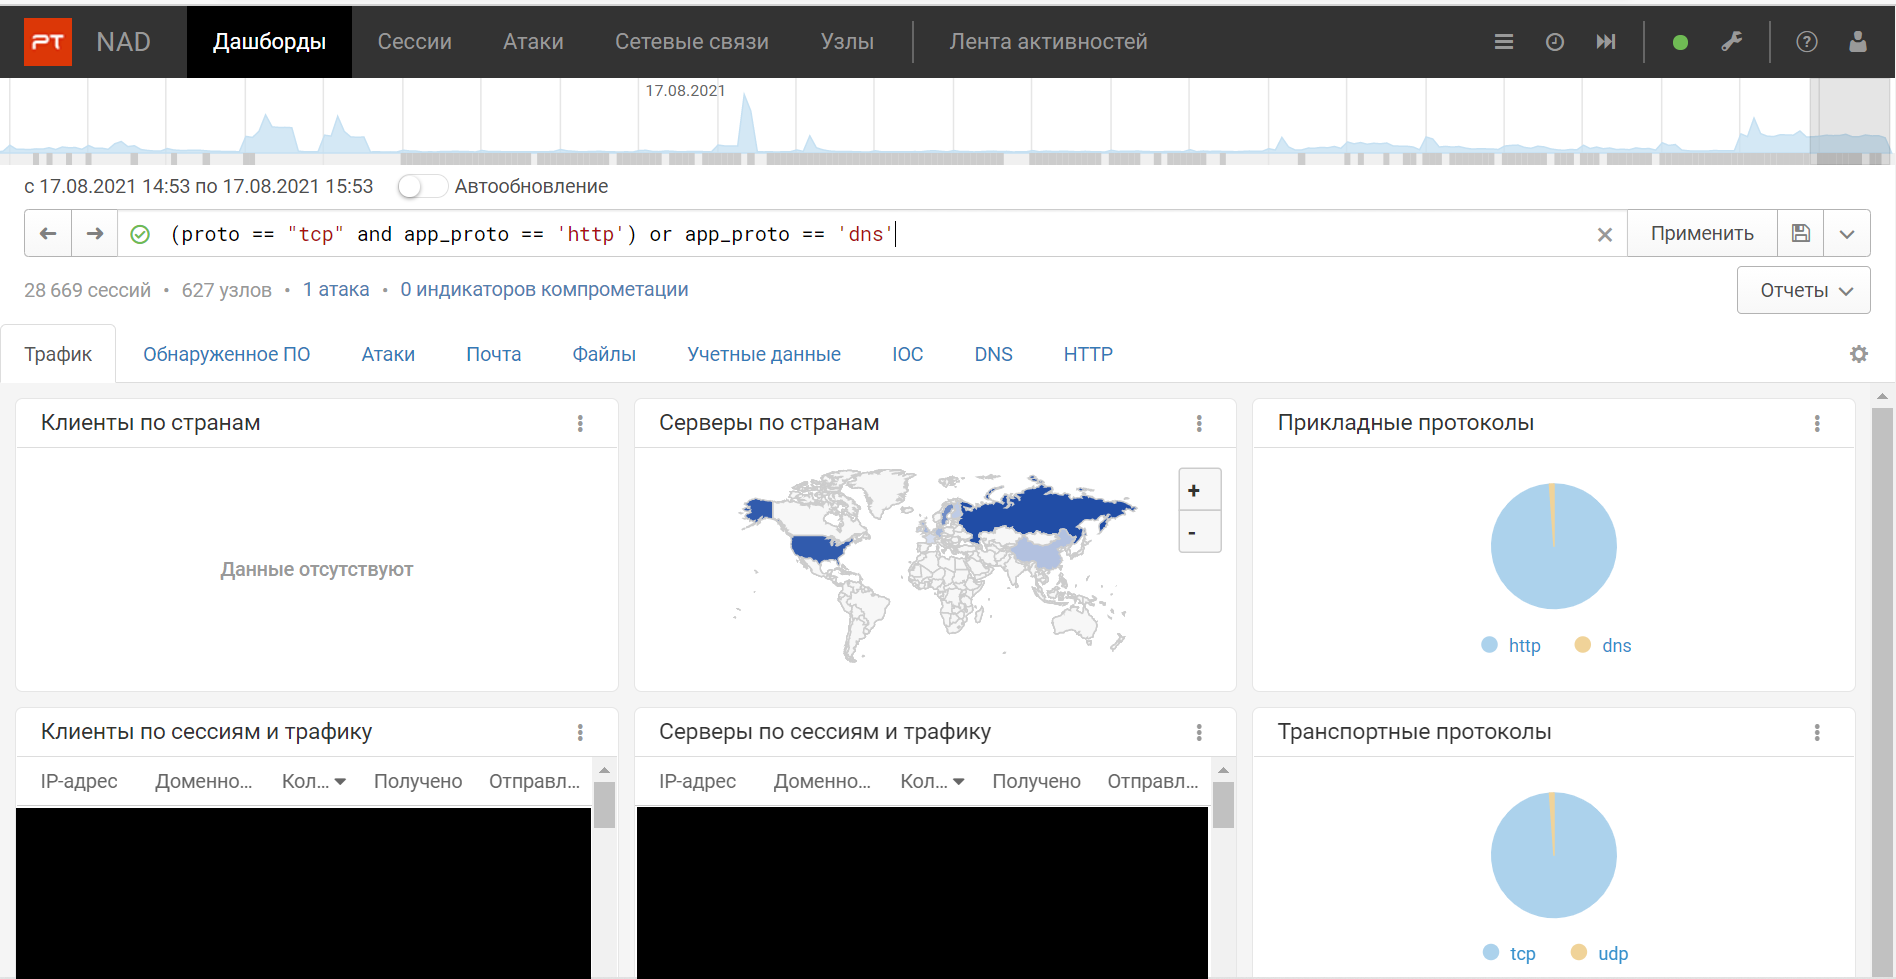 PT NAD Дашборды Сессии Атаки Сетевые связи Узлы Лента активностей
17.08.2021
с 17.08.2021 14:53 по 17.08.2021 15:53 Автообновление
(proto == "tcp" and app_proto == 'http') or app_proto == 'dns' Применить
28 669 сессий • 627 узлов • 1 атака • 0 индикаторов компрометации Отчеты
Трафик Обнаруженное ПО Атаки Почта Файлы Учетные данные IOC DNS HTTP
Клиенты по странам
Данные отсутствуют
Серверы по странам
+
-
Прикладные протоколы
http dns
Клиенты по сессиям и трафику
IP-адрес Доменно... Кол... Получено Отправл...
Серверы по сессиям и трафику
IP-адрес Доменно... Кол... Получено Отправл...
Транспортные протоколы
tcp udp